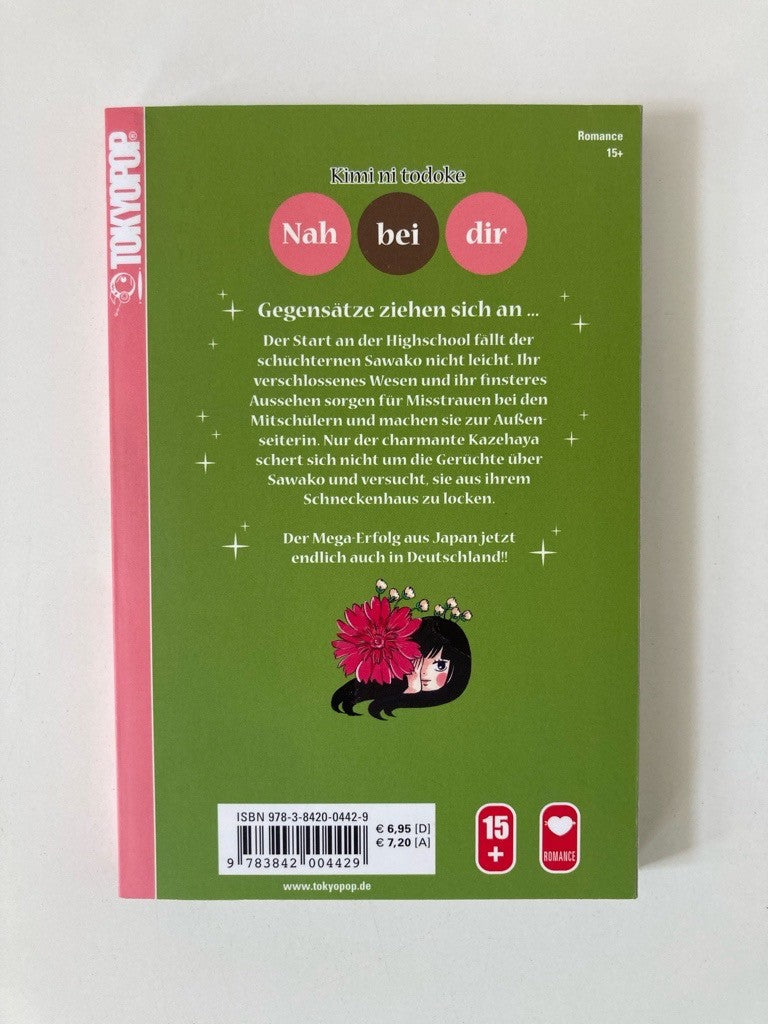 TOKYOPOP®
Romance
15+
Kimi ni todoke
Nah bei dir
Gegensätze ziehen sich an ...
Der Start an der Highschool fällt der
schüchternen Sawako nicht leicht. Ihr
verschlossenes Wesen und ihr finsteres
Aussehen sorgen für Misstrauen bei den
Mitschülern und machen sie zur Außen-
seiterin. Nur der charmante Kazehaya
schert sich nicht um die Gerüchte über
Sawako und versucht, sie aus ihrem
Schneckenhaus zu locken.
Der Mega-Erfolg aus Japan jetzt
endlich auch in Deutschland!!
ISBN 978-3-8420-0442-9
€ 6,95 [D]
€ 7,20 [A]
9 783842 004429
www.tokyopop.de
15
+
ROMANCE